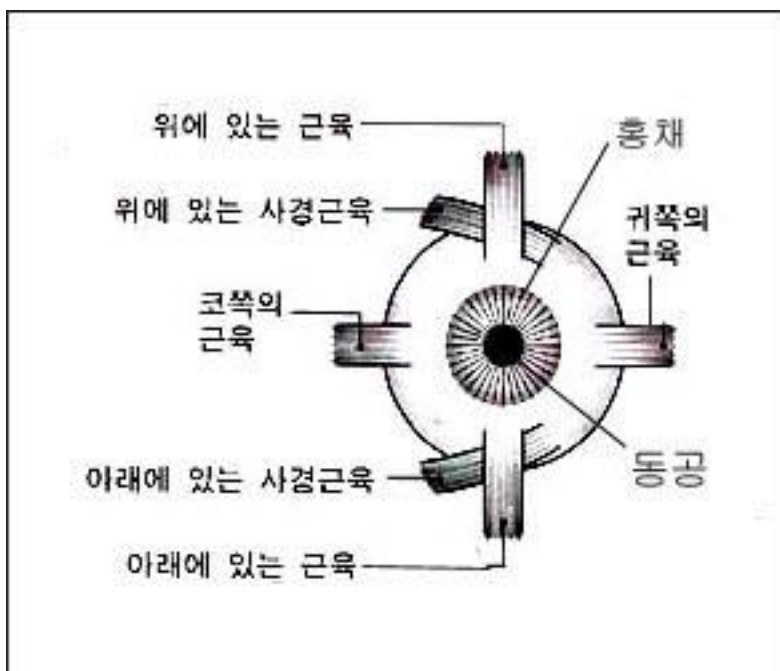 위에 있는 근육
홍채
위에 있는 사경근육
귀쪽의
근육
코쪽의
근육
아래에 있는 사경근육
동공
아래에 있는 근육